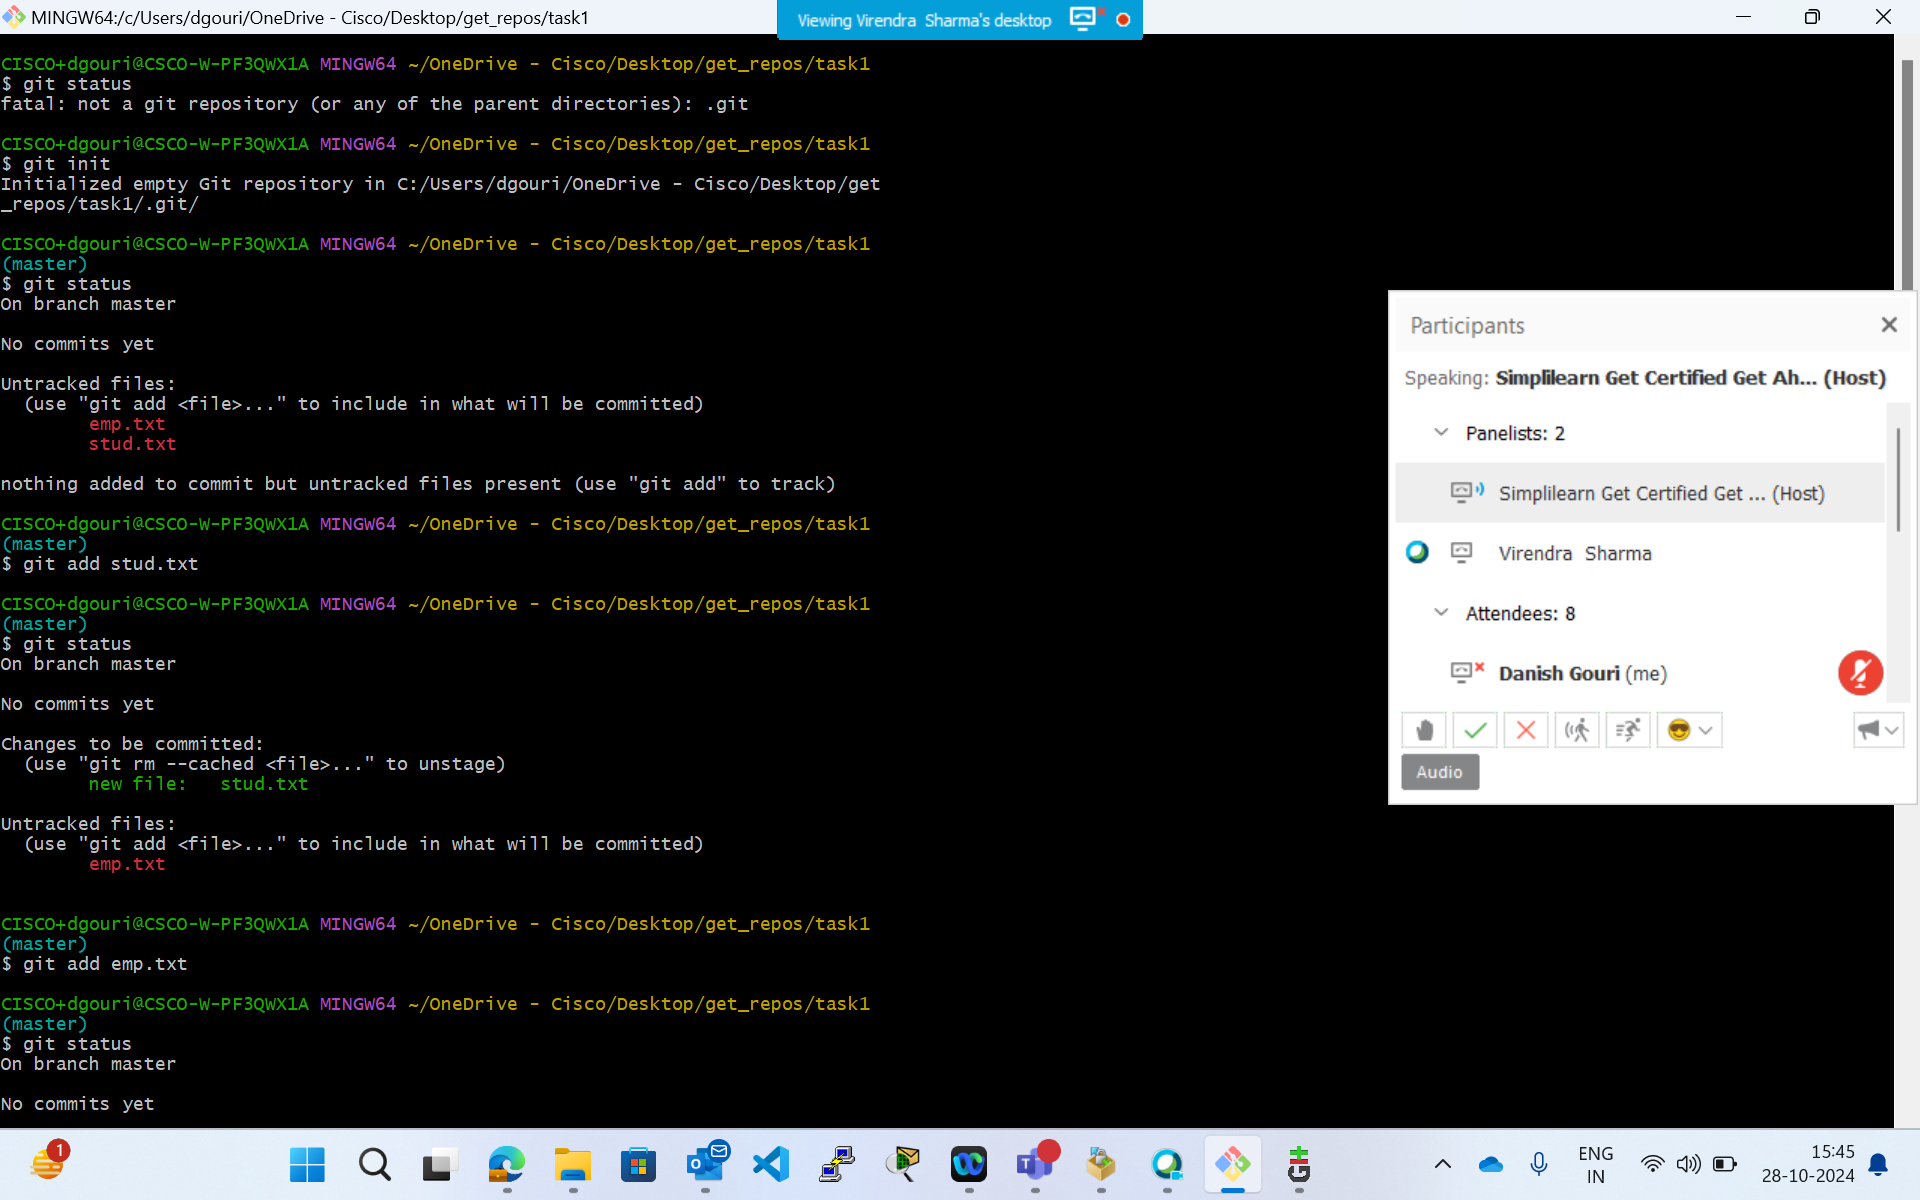 MINGW64:/c/Users/dgouri/OneDrive - Cisco/Desktop/get_repos/task1
Viewing Virendra Sharma's desktop
CISCO+dgouri@CSCO-W-PF3QWX1A MINGW64 ~/OneDrive - Cisco/Desktop/get_repos/task1
$ git status
fatal: not a git repository (or any of the parent directories): .git
CISCO+dgouri@CSCO-W-PF3QWX1A MINGW64 ~/OneDrive - Cisco/Desktop/get_repos/task1
$ git init
Initialized empty Git repository in C:/Users/dgouri/OneDrive - Cisco/Desktop/get
_repos/task1/.git/
CISCO+dgouri@CSCO-W-PF3QWX1A MINGW64 ~/OneDrive - Cisco/Desktop/get_repos/task1
(master)
$ git status
On branch master
No commits yet
Untracked files:
  (use "git add <file>..." to include in what will be committed)
        emp.txt
        stud.txt
nothing added to commit but untracked files present (use "git add" to track)
CISCO+dgouri@CSCO-W-PF3QWX1A MINGW64 ~/OneDrive - Cisco/Desktop/get_repos/task1
(master)
$ git add stud.txt
CISCO+dgouri@CSCO-W-PF3QWX1A MINGW64 ~/OneDrive - Cisco/Desktop/get_repos/task1
(master)
$ git status
On branch master
No commits yet
Changes to be committed:
  (use "git rm --cached <file>..." to unstage)
        new file:   stud.txt
Untracked files:
  (use "git add <file>..." to include in what will be committed)
        emp.txt
CISCO+dgouri@CSCO-W-PF3QWX1A MINGW64 ~/OneDrive - Cisco/Desktop/get_repos/task1
(master)
$ git add emp.txt
CISCO+dgouri@CSCO-W-PF3QWX1A MINGW64 ~/OneDrive - Cisco/Desktop/get_repos/task1
(master)
$ git status
On branch master
No commits yet
Participants
Speaking: Simplilearn Get Certified Get Ah... (Host)
Panelists: 2
Simplilearn Get Certified Get ... (Host)
Virendra Sharma
Attendees: 8
Danish Gouri (me)
Audio
1
ENG
IN
15:45
28-10-2024